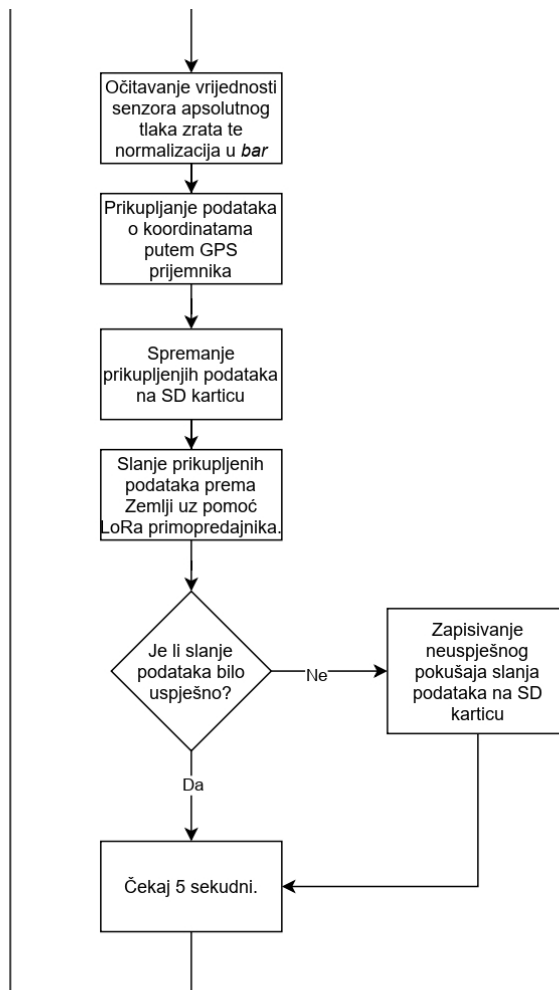 Očitavanje vrijednosti
senzora apsolutnog
tlaka zrata te
normalizacija u bar
Prikupljanje podataka
o koordinatama
putem GPS
prijemnika
Spremanje
prikupljenih podataka
na SD karticu
Slanje prikupljenih
podataka prema
Zemlji uz pomoć
LoRa primopredajnika.
Je li slanje
podataka bilo
uspješno?
Ne
Zapisivanje
neuspješnog
pokušaja slanja
podataka na SD
karticu
Da
Čekaj 5 sekudni.